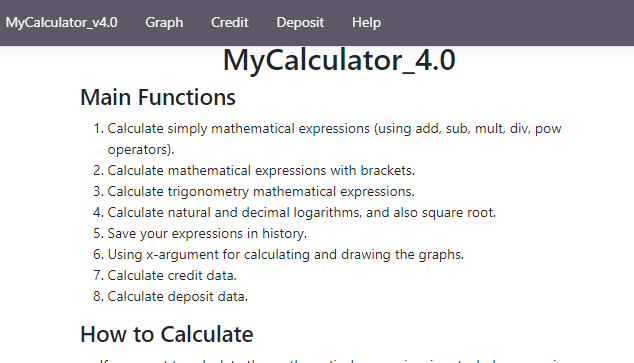 MyCalculator_v4.0 Graph Credit Deposit Help
MyCalculator_4.0
Main Functions
1. Calculate simply mathematical expressions (using add, sub, mult, div, pow
operators).
2. Calculate mathematical expressions with brackets.
3. Calculate trigonometry mathematical expressions.
4. Calculate natural and decimal logarithms, and also square root.
5. Save your expressions in history.
6. Using x-argument for calculating and drawing the graphs.
7. Calculate credit data.
8. Calculate deposit data.
How to Calculate